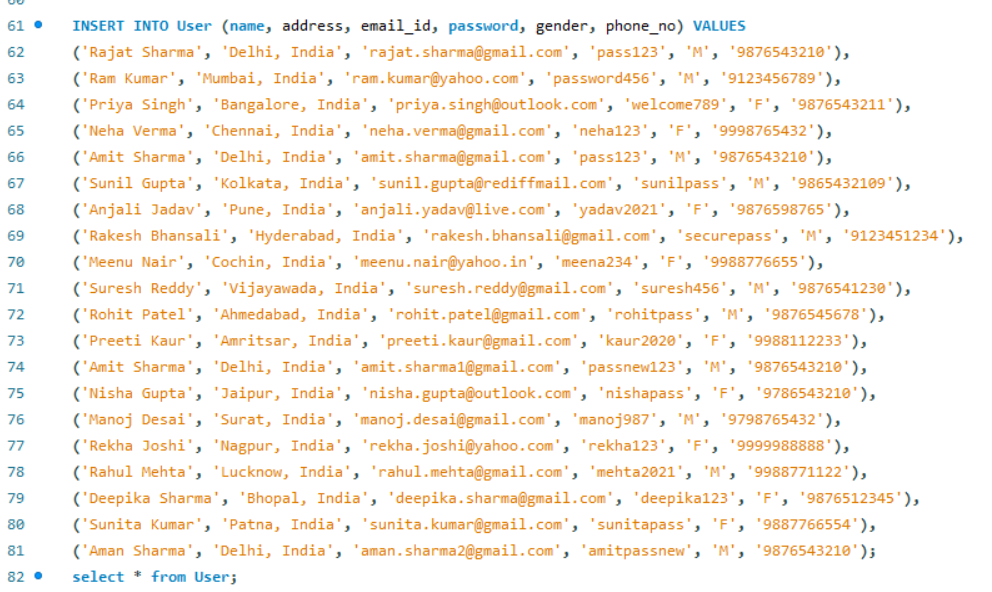 61 INSERT INTO User (name, address, email_id, password, gender, phone_no) VALUES
62 ('Rajat Sharma', 'Delhi, India', 'rajat.sharma@gmail.com', 'pass123', 'M', '9876543210'),
63 ('Ram Kumar', 'Mumbai, India', 'ram.kumar@yahoo.com', 'password456', 'M', '9123456789'),
64 ('Priya Singh', 'Bangalore, India', 'priya.singh@outlook.com', 'welcome789', 'F', '9876543211'),
65 ('Neha Verma', 'Chennai, India', 'neha.verma@gmail.com', 'neha123', 'F', '9998765432'),
66 ('Amit Sharma', 'Delhi, India', 'amit.sharma@gmail.com', 'pass123', 'M', '9876543210'),
67 ('Sunil Gupta', 'Kolkata, India', 'sunil.gupta@rediffmail.com', 'sunilpass', 'M', '9865432109'),
68 ('Anjali Jadav', 'Pune, India', 'anjali.yadav@live.com', 'yadav2021', 'F', '9876598765'),
69 ('Rakesh Bhansali', 'Hyderabad, India', 'rakesh.bhansali@gmail.com', 'securepass', 'M', '9123451234'),
70 ('Meenu Nair', 'Cochin, India', 'meenu.nair@yahoo.in', 'meena234', 'F', '9988776655'),
71 ('Suresh Reddy', 'Vijayawada, India', 'suresh.reddy@gmail.com', 'suresh456', 'M', '9876541230'),
72 ('Rohit Patel', 'Ahmedabad, India', 'rohit.patel@gmail.com', 'rohitpass', 'M', '9876545678'),
73 ('Preeti Kaur', 'Amritsar, India', 'preeti.kaur@gmail.com', 'kaur2020', 'F', '9988112233'),
74 ('Amit Sharma', 'Delhi, India', 'amit.sharma1@gmail.com', 'passnew123', 'M', '9876543210'),
75 ('Nisha Gupta', 'Jaipur, India', 'nisha.gupta@outlook.com', 'nishapass', 'F', '9786543210'),
76 ('Manoj Desai', 'Surat, India', 'manoj.desai@gmail.com', 'manoj987', 'M', '9798765432'),
77 ('Rekha Joshi', 'Nagpur, India', 'rekha.joshi@yahoo.com', 'rekha123', 'F', '9999988888'),
78 ('Rahul Mehta', 'Lucknow, India', 'rahul.mehta@gmail.com', 'mehta2021', 'M', '9988771122'),
79 ('Deepika Sharma', 'Bhopal, India', 'deepika.sharma@gmail.com', 'deepika123', 'F', '9876512345'),
80 ('Sunita Kumar', 'Patna, India', 'sunita.kumar@gmail.com', 'sunitapass', 'F', '9887766554'),
81 ('Aman Sharma', 'Delhi, India', 'aman.sharma2@gmail.com', 'amitpassnew', 'M', '9876543210');
82 select * from User;